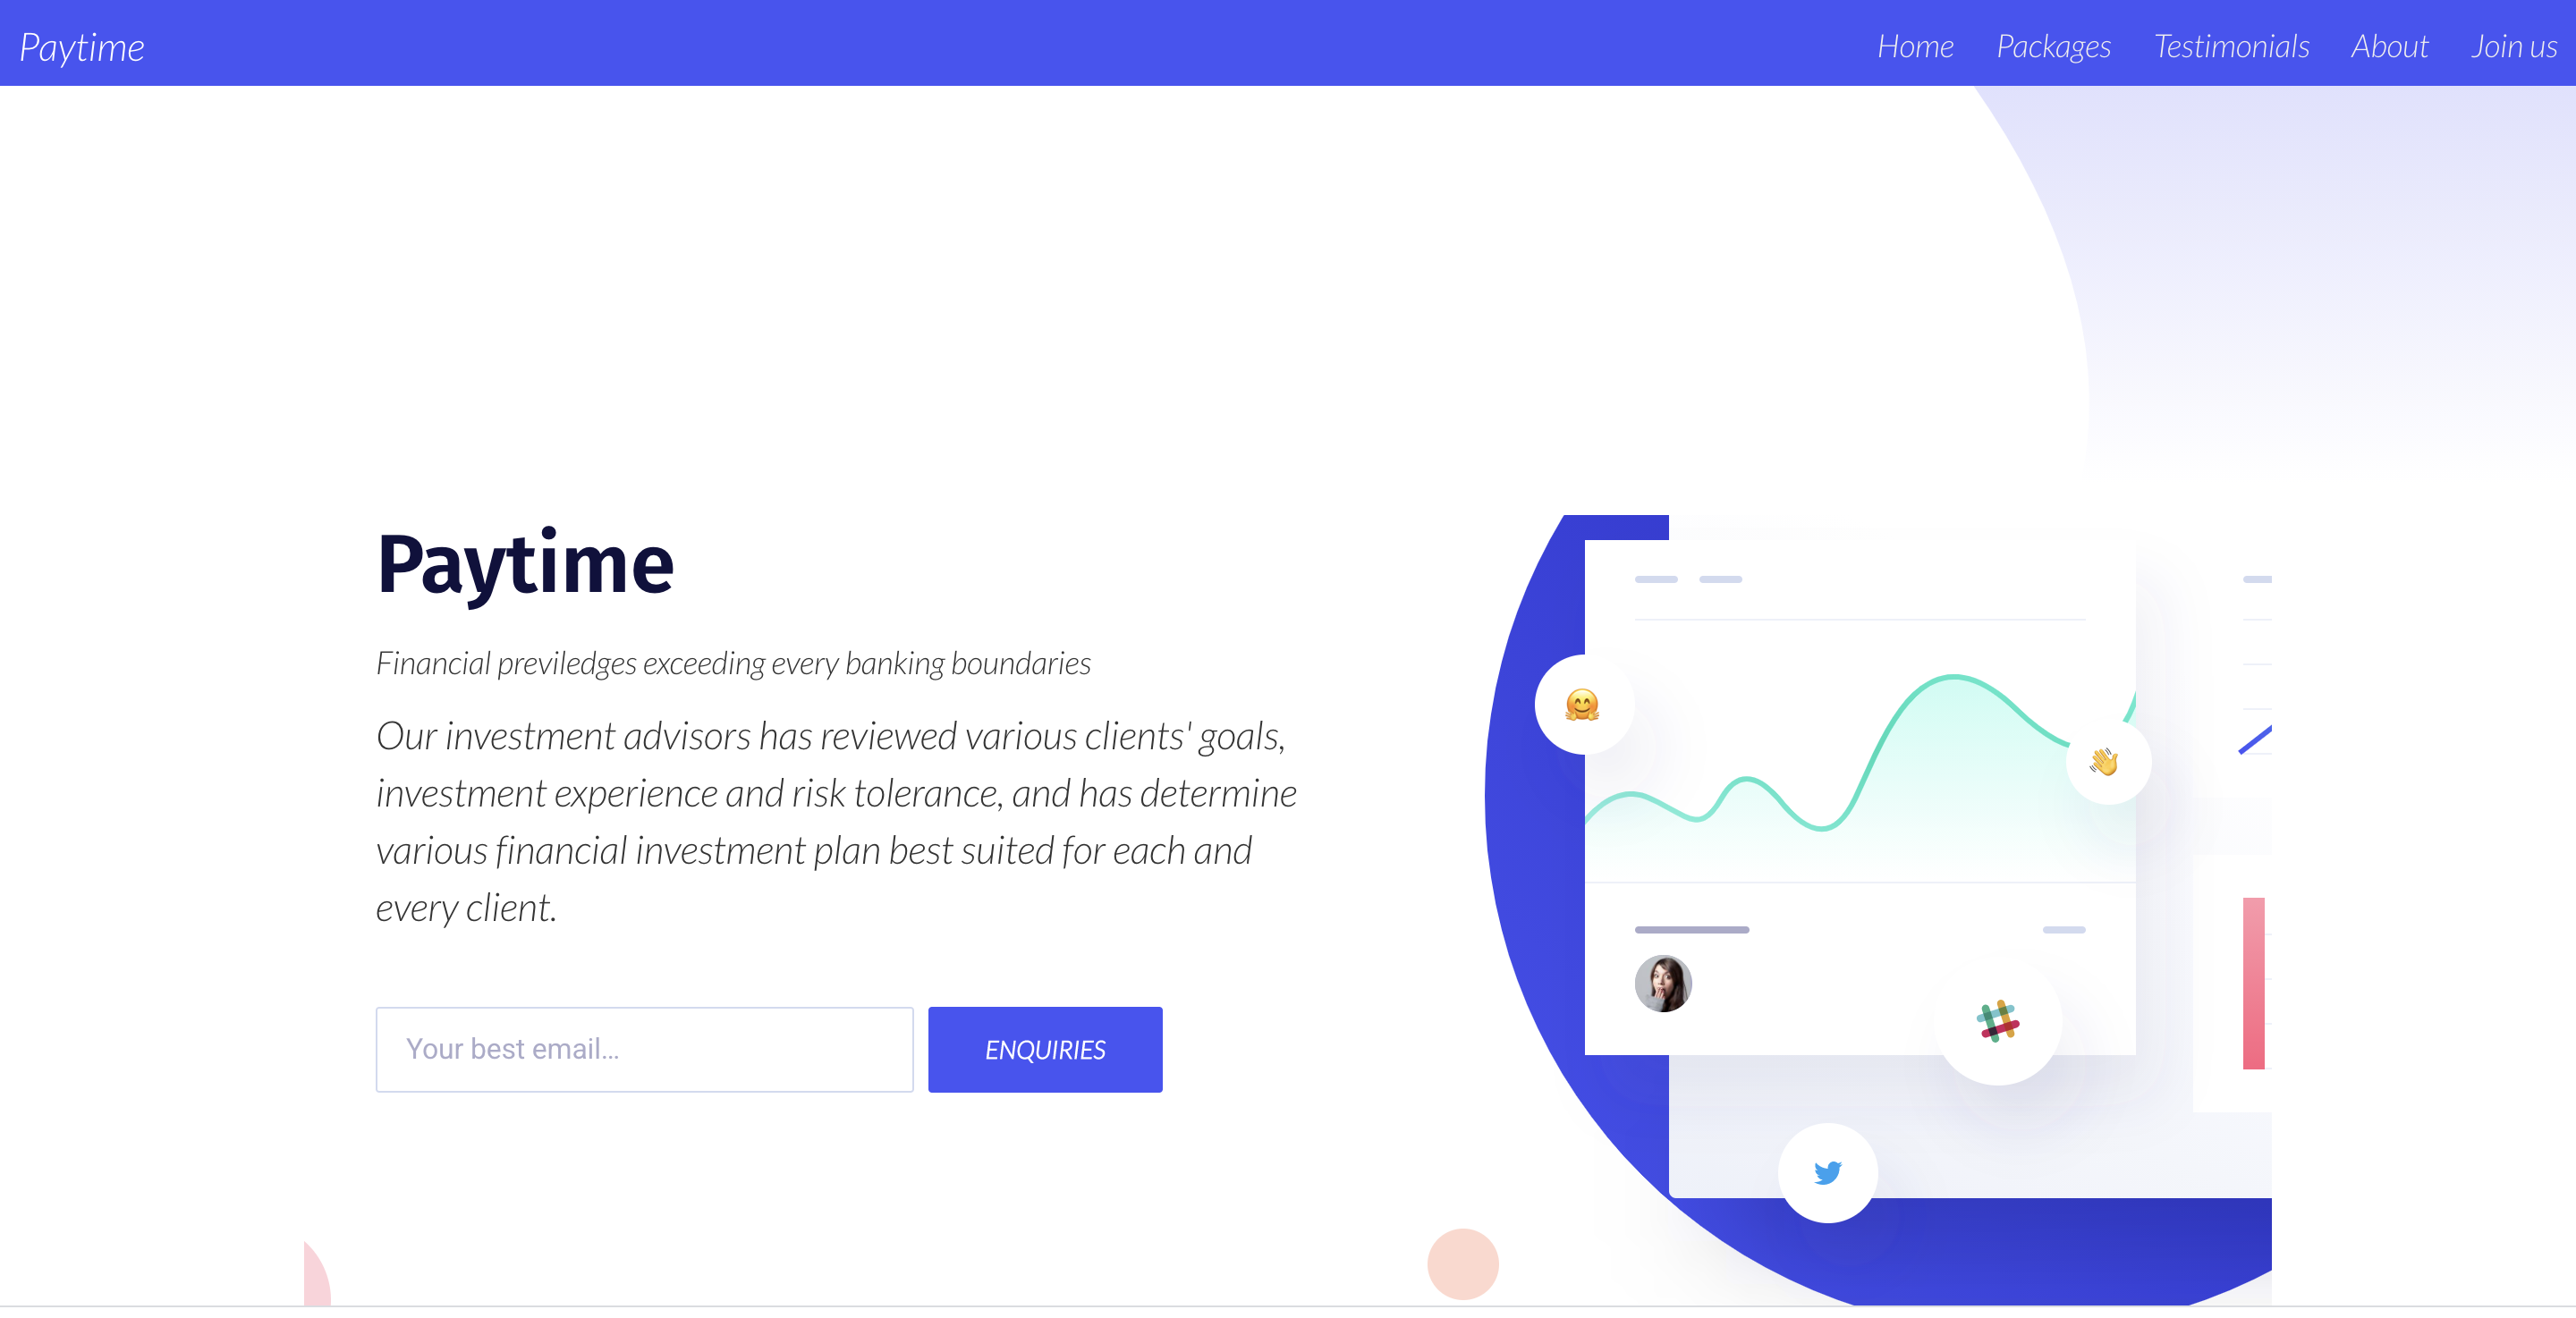 Paytime
Home Packages Testimonials About Join us
Paytime
Financial previledges exceeding every banking boundaries
Our investment advisors has reviewed various clients' goals,
investment experience and risk tolerance, and has determine
various financial investment plan best suited for each and
every client.
Your best email...
ENQUIRIES